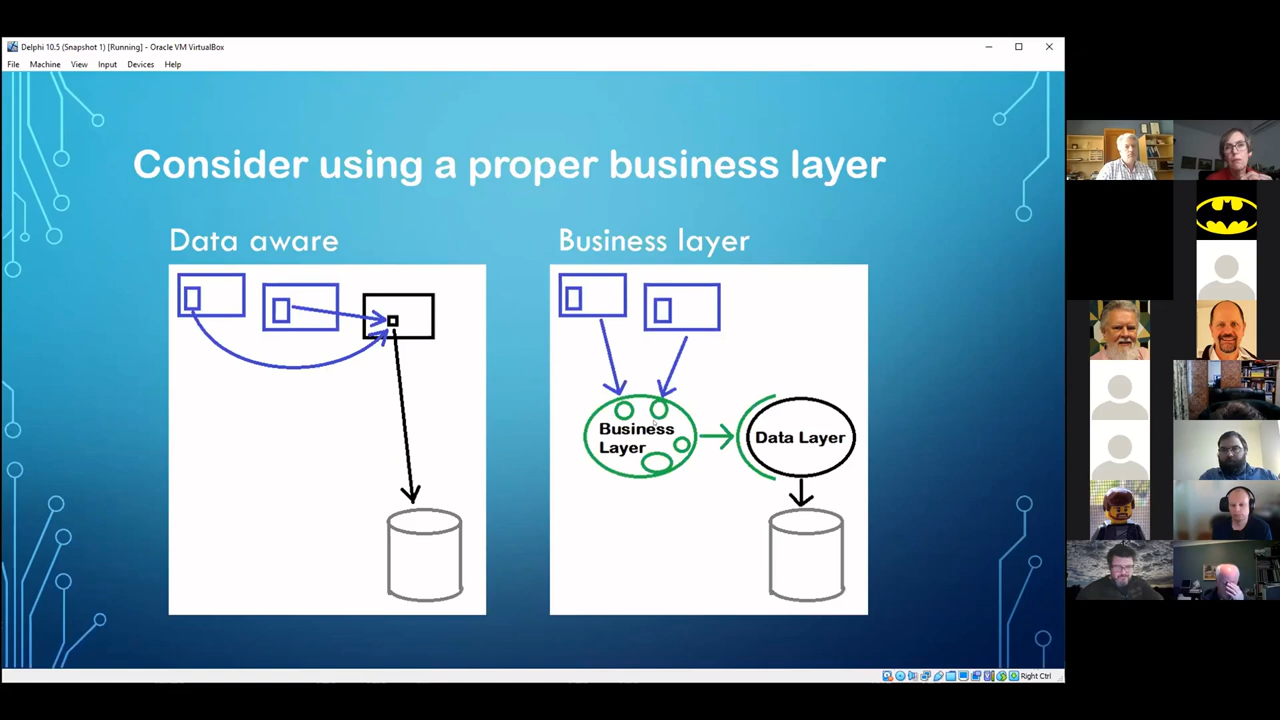 Delphi 10.5 (Snapshot 1) [Running] - Oracle VM VirtualBox
File Machine View Input Devices Help
Consider using a proper business layer
Data aware
Business layer
Business
Layer
Data Layer
Right Ctrl